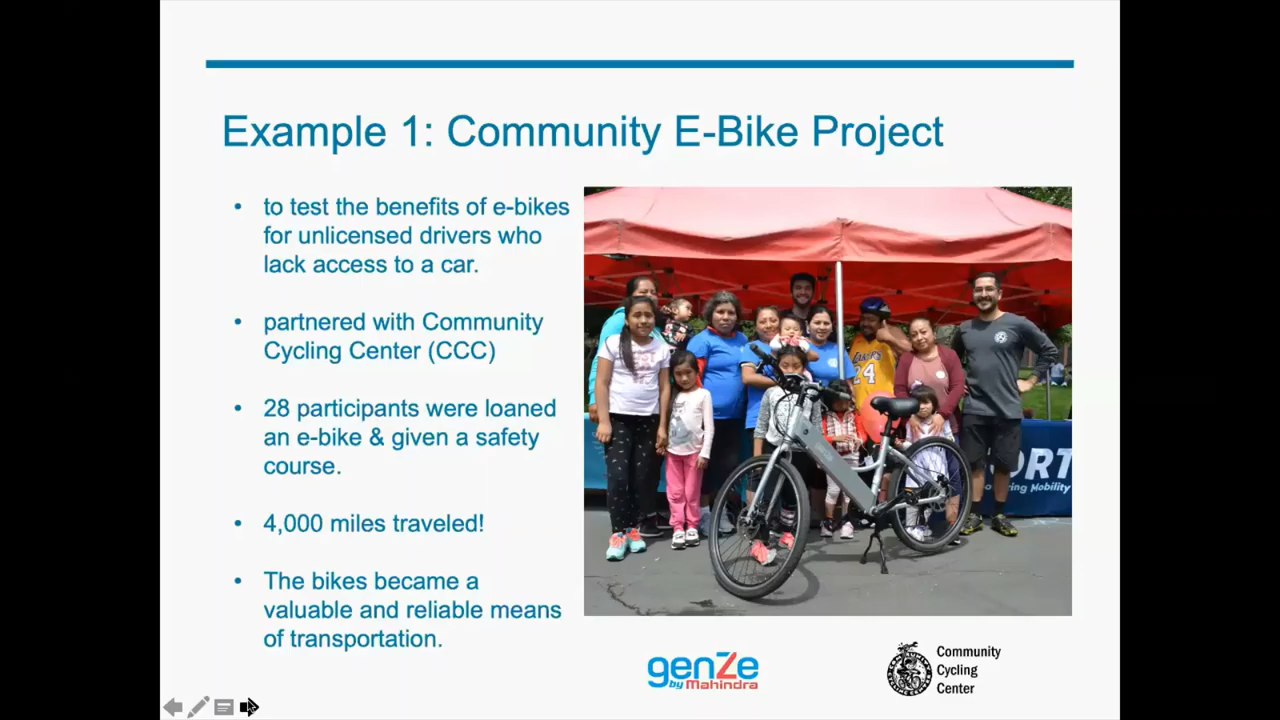 Example 1: Community E-Bike Project
• to test the benefits of e-bikes
for unlicensed drivers who
lack access to a car.
• partnered with Community
Cycling Center (CCC)
• 28 participants were loaned
an e-bike & given a safety
course.
• 4,000 miles traveled!
• The bikes became a
valuable and reliable means
of transportation.
LAKERS
24
ORT
Mobility
genZe
by Mahindra
Community
Cycling
Center